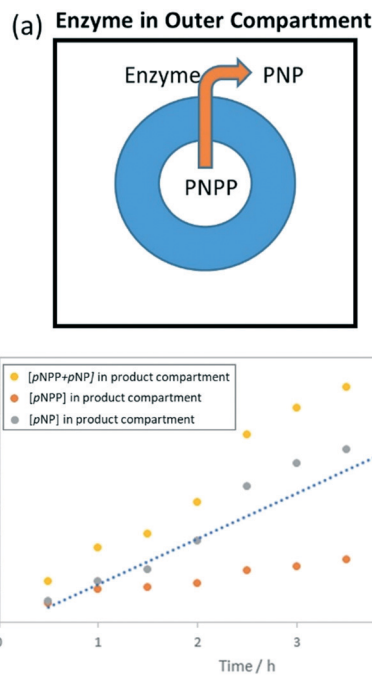 (a) Enzyme in Outer Compartment
Enzyme PNP
PNPP
[pNPP+pNP] in product compartment
[pNPP] in product compartment
[pNP] in product compartment
0 1 2 3
Time / h